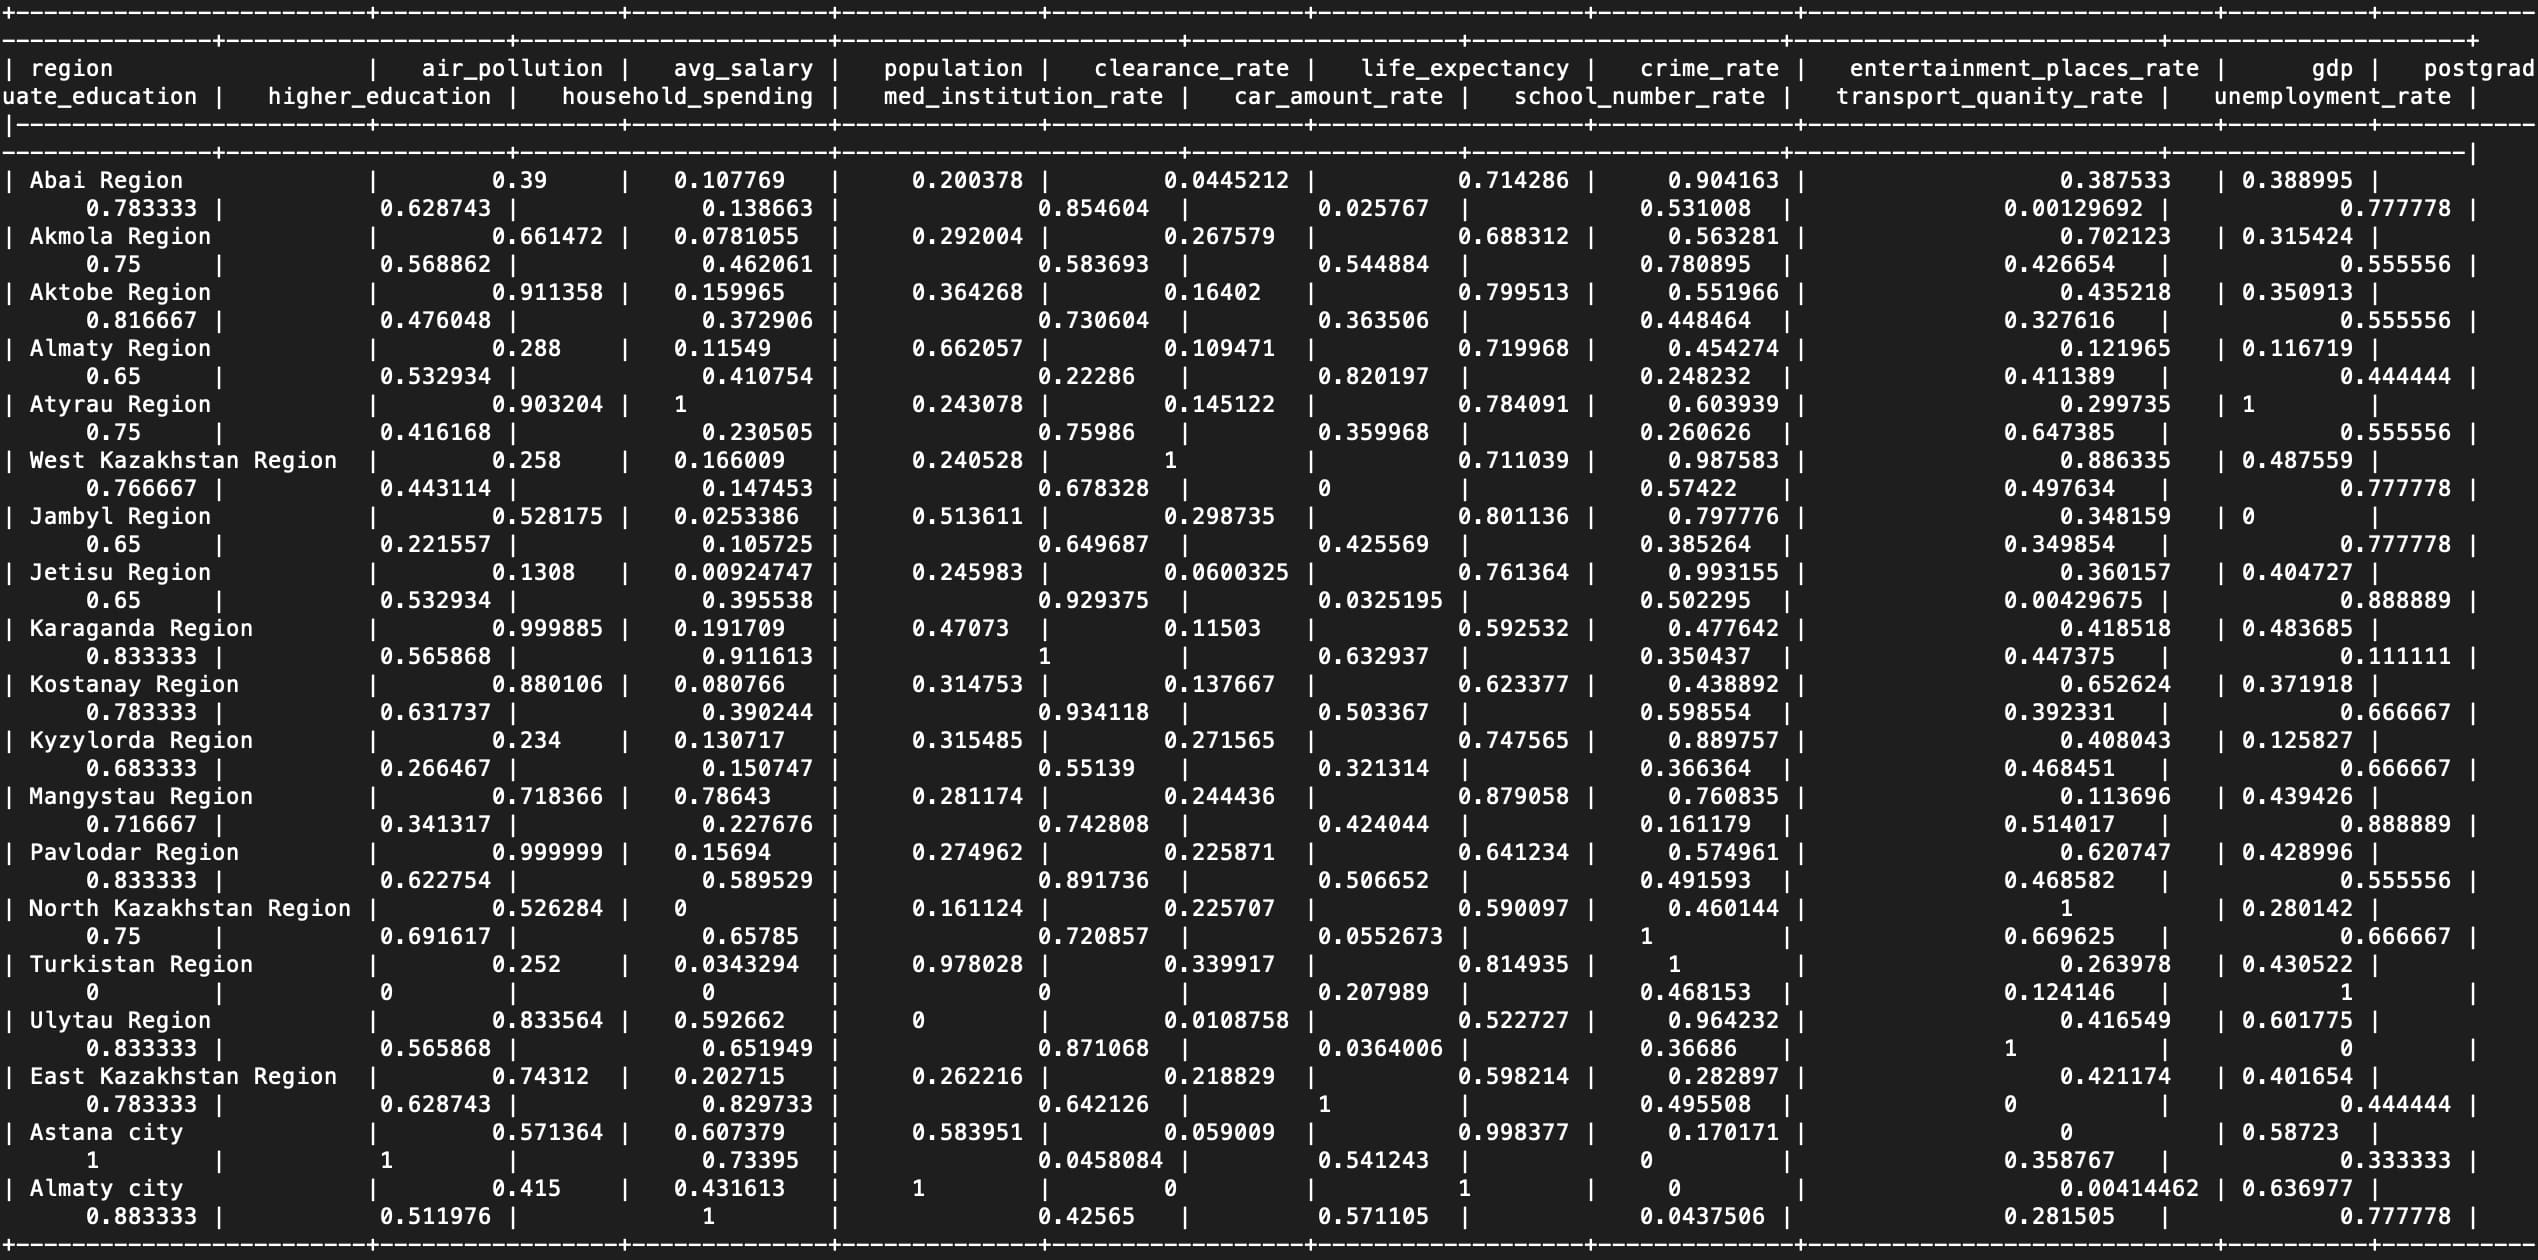 | region | air_pollution | avg_salary | population | clearance_rate | life_expectancy | crime_rate | entertainment_places_rate | gdp | postgrad
uate_education | higher_education | household_spending | med_institution_rate | car_amount_rate | school_number_rate | transport_quanity_rate | unemployment_rate |
| Abai Region | 0.39 | 0.107769 | 0.200378 | 0.0445212 | 0.714286 | 0.904163 | 0.387533 | 0.388995 |
0.783333 | 0.628743 | 0.138663 | 0.854604 | 0.025767 | 0.531008 | 0.00129692 | 0.777778 |
| Akmola Region | 0.661472 | 0.0781055 | 0.292004 | 0.267579 | 0.688312 | 0.563281 | 0.702123 | 0.315424 |
0.75 | 0.568862 | 0.462061 | 0.583693 | 0.544884 | 0.780895 | 0.426654 | 0.555556 |
| Aktobe Region | 0.911358 | 0.159965 | 0.364268 | 0.16402 | 0.799513 | 0.551966 | 0.435218 | 0.350913 |
0.816667 | 0.476048 | 0.372906 | 0.730604 | 0.363506 | 0.448464 | 0.327616 | 0.555556 |
| Almaty Region | 0.288 | 0.11549 | 0.662057 | 0.109471 | 0.719968 | 0.454274 | 0.121965 | 0.116719 |
0.65 | 0.532934 | 0.410754 | 0.22286 | 0.820197 | 0.248232 | 0.411389 | 0.444444 |
| Atyrau Region | 0.903204 | 1 | 0.243078 | 0.145122 | 0.784091 | 0.603939 | 0.299735 | 1 |
0.75 | 0.416168 | 0.230505 | 0.75986 | 0.359968 | 0.260626 | 0.647385 | 0.555556 |
| West Kazakhstan Region | 0.258 | 0.166009 | 0.240528 | 1 | 0.711039 | 0.987583 | 0.886335 | 0.487559 |
0.766667 | 0.443114 | 0.147453 | 0.678328 | 0 | 0.57422 | 0.497634 | 0.777778 |
| Jambyl Region | 0.528175 | 0.0253386 | 0.513611 | 0.298735 | 0.801136 | 0.797776 | 0.348159 | 0 |
0.65 | 0.221557 | 0.105725 | 0.649687 | 0.425569 | 0.385264 | 0.349854 | 0.777778 |
| Jetisu Region | 0.1308 | 0.00924747 | 0.245983 | 0.0600325 | 0.761364 | 0.993155 | 0.360157 | 0.404727 |
0.65 | 0.532934 | 0.395538 | 0.929375 | 0.0325195 | 0.502295 | 0.00429675 | 0.888889 |
| Karaganda Region | 0.999885 | 0.191709 | 0.47073 | 0.11503 | 0.592532 | 0.477642 | 0.418518 | 0.483685 |
0.833333 | 0.565868 | 0.911613 | 1 | 0.632937 | 0.350437 | 0.447375 | 0.111111 |
| Kostanay Region | 0.880106 | 0.080766 | 0.314753 | 0.137667 | 0.623377 | 0.438892 | 0.652624 | 0.371918 |
0.783333 | 0.631737 | 0.390244 | 0.934118 | 0.503367 | 0.598554 | 0.392331 | 0.666667 |
| Kyzylorda Region | 0.234 | 0.130717 | 0.315485 | 0.271565 | 0.747565 | 0.889757 | 0.408043 | 0.125827 |
0.683333 | 0.266467 | 0.150747 | 0.55139 | 0.321314 | 0.366364 | 0.468451 | 0.666667 |
| Mangystau Region | 0.718366 | 0.78643 | 0.281174 | 0.244436 | 0.879058 | 0.760835 | 0.113696 | 0.439426 |
0.716667 | 0.341317 | 0.227676 | 0.742808 | 0.424044 | 0.161179 | 0.514017 | 0.888889 |
| Pavlodar Region | 0.999999 | 0.15694 | 0.274962 | 0.225871 | 0.641234 | 0.574961 | 0.620747 | 0.428996 |
0.833333 | 0.622754 | 0.589529 | 0.891736 | 0.506652 | 0.491593 | 0.468582 | 0.555556 |
| North Kazakhstan Region | 0.526284 | 0 | 0.161124 | 0.225707 | 0.590097 | 0.460144 | 1 | 0.280142 |
0.75 | 0.691617 | 0.65785 | 0.720857 | 0.0552673 | 1 | 0.669625 | 0.666667 |
| Turkistan Region | 0.252 | 0.0343294 | 0.978028 | 0.339917 | 0.814935 | 1 | 0.263978 | 0.430522 |
0 | 0 | 0 | 0 | 0.207989 | 0.468153 | 0.124146 | 1 |
| Ulytau Region | 0.833564 | 0.592662 | 0 | 0.0108758 | 0.522727 | 0.964232 | 0.416549 | 0.601775 |
0.833333 | 0.565868 | 0.651949 | 0.871068 | 0.0364006 | 0.36686 | 1 | 0 |
| East Kazakhstan Region | 0.74312 | 0.202715 | 0.262216 | 0.218829 | 0.598214 | 0.282897 | 0.421174 | 0.401654 |
0.783333 | 0.628743 | 0.829733 | 0.642126 | 1 | 0.495508 | 0 | 0.444444 |
| Astana city | 0.571364 | 0.607379 | 0.583951 | 0.059009 | 0.998377 | 0.170171 | 0 | 0.58723 |
1 | 1 | 0.73395 | 0.0458084 | 0.541243 | 0 | 0.358767 | 0.333333 |
| Almaty city | 0.415 | 0.431613 | 1 | 0 | 1 | 0 | 0.00414462 | 0.636977 |
0.883333 | 0.511976 | 1 | 0.42565 | 0.571105 | 0.0437506 | 0.281505 | 0.777778 |